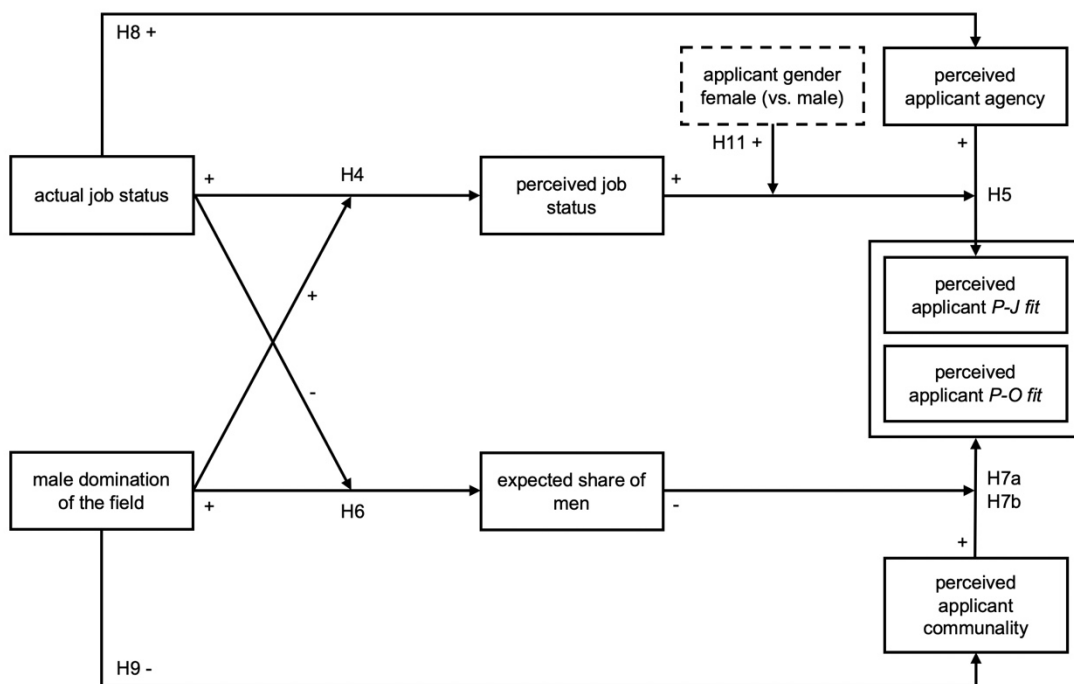 H8 +
applicant gender
female (vs. male)
perceived
applicant agency
H11 +
+
actual job status
+
H4
perceived job
status
+
H5
perceived
applicant P-J fit
+
-
perceived
applicant P-O fit
male domination
of the field
+
H6
expected share of
men
-
H7a
H7b
+
perceived
applicant
communality
H9 -